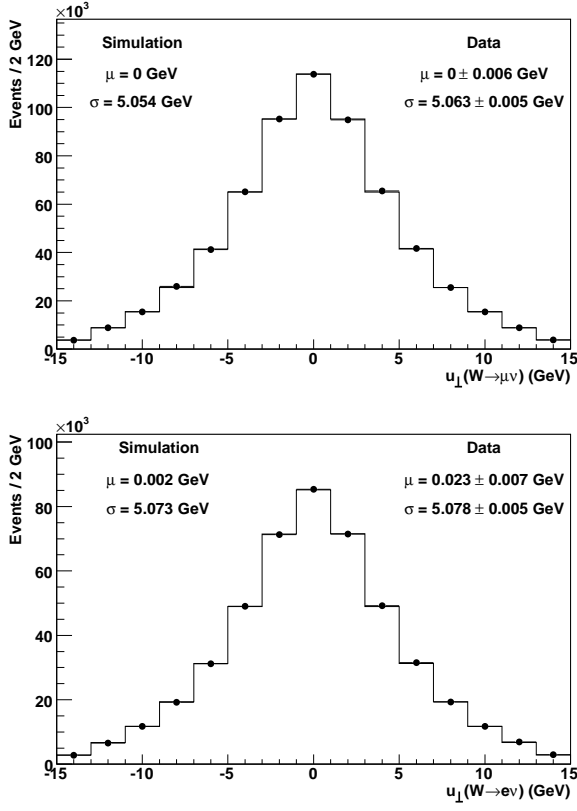 ×10³
Simulation Data
μ = 0 GeV μ = 0 ± 0.006 GeV
σ = 5.054 GeV σ = 5.063 ± 0.005 GeV
Events / 2 GeV
120
100
80
60
40
20
0
-15 -10 -5 0 5 10 15
u⊥(W→μν) (GeV)
×10³
Simulation Data
μ = 0.002 GeV μ = 0.023 ± 0.007 GeV
σ = 5.073 GeV σ = 5.078 ± 0.005 GeV
Events / 2 GeV
100
80
60
40
20
0
-15 -10 -5 0 5 10 15
u⊥(W→eν) (GeV)